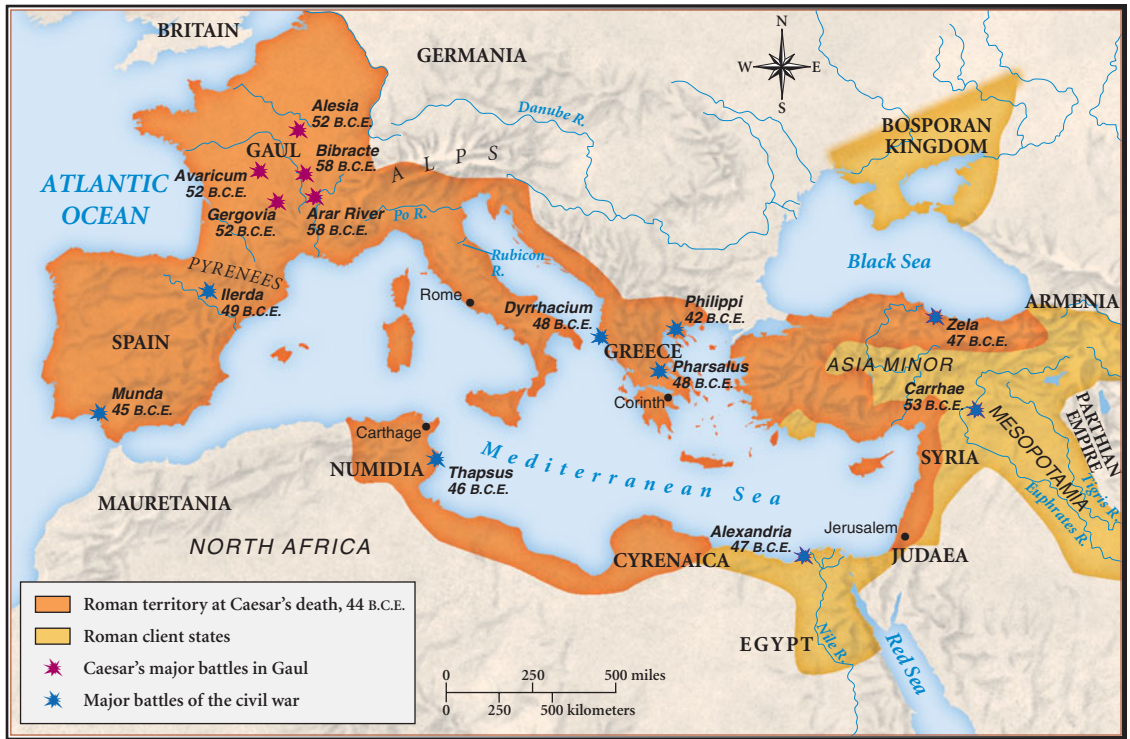 BRITAIN
GERMANIA
N
W
E
S
Danube R.
BOSPORAN
KINGDOM
Alesia
52 B.C.E.
GAUL
Bibracte
58 B.C.E.
Avaricum
52 B.C.E.
Gergovia
52 B.C.E.
Arar River
58 B.C.E.
ALPS
Po R.
ATLANTIC
OCEAN
PYRENEES
Ilerda
49 B.C.E.
Rubicon
R.
Rome
Black Sea
ARMENIA
Dyrrhacium
48 B.C.E.
Philippi
42 B.C.E.
Zela
47 B.C.E.
SPAIN
GREECE
Pharsalus
48 B.C.E.
ASIA MINOR
Munda
45 B.C.E.
Corinth
Carrhae
53 B.C.E.
PARTHIAN
EMPIRE
MESOPOTAMIA
Carthage
NUMIDIA
Thapsus
46 B.C.E.
Mediterranean Sea
SYRIA
Tigris R.
Euphrates R.
MAURETANIA
NORTH AFRICA
CYRENAICA
Alexandria
47 B.C.E.
Jerusalem
JUDAEA
EGYPT
Nile R.
Red Sea
Roman territory at Caesar's death, 44 B.C.E.
Roman client states
Caesar's major battles in Gaul
Major battles of the civil war
0 250 500 miles
0 250 500 kilometers